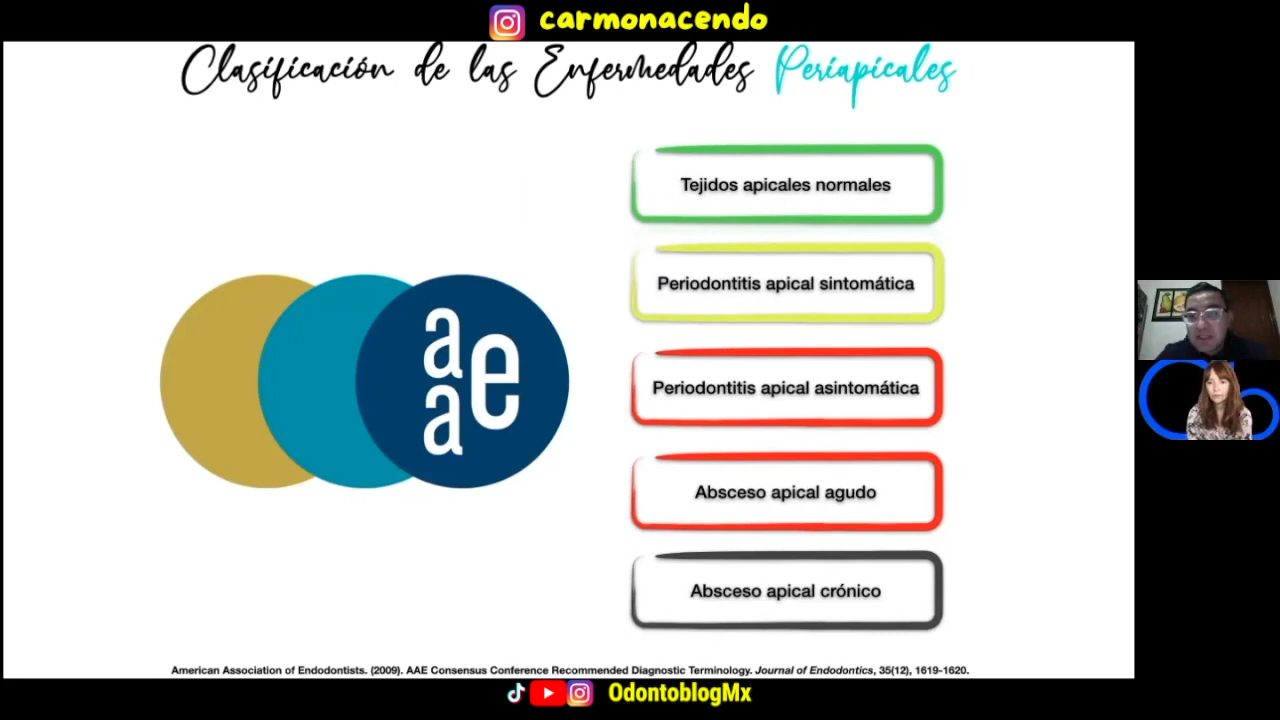 carmonacendo
Clasificación de las Enfermedades Periapicales
Tejidos apicales normales
Periodontitis apical sintomática
Periodontitis apical asintomática
Absceso apical agudo
Absceso apical crónico
aae
American Association of Endodontists. (2009). AAE Consensus Conference Recommended Diagnostic Terminology. Journal of Endodontics, 35(12), 1619-1620.
OdontoblogMx